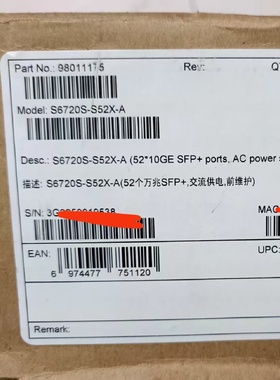 Part No.: 98011175 Rev: Q
Model: S6720S-S52X-A
Desc.: S6720S-S52X-A (52*10GE SFP+ ports, AC power
描述: S6720S-S52X-A(52个万兆SFP+,交流供电,前维护)
S/N: MAC
EAN: UPC:
6 974477 751120
Remark: